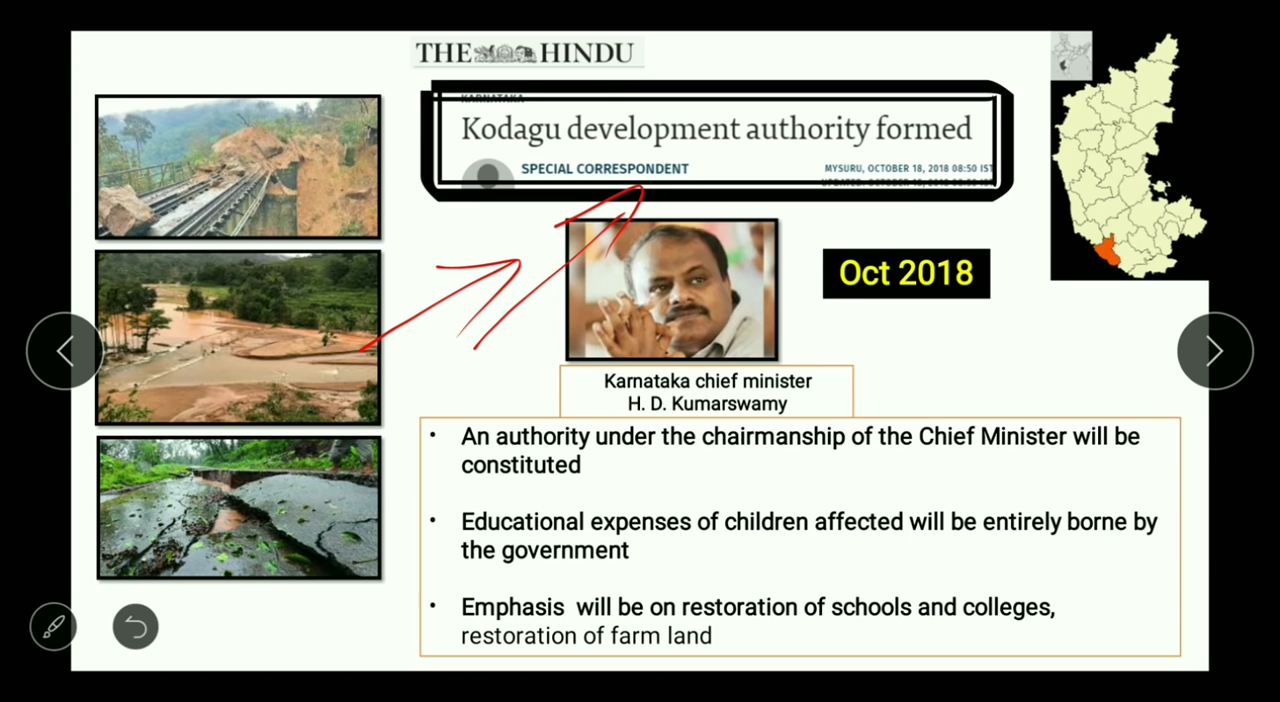 THE HINDU
KARNATAKA
Kodagu development authority formed
SPECIAL CORRESPONDENT
MYSURU, OCTOBER 18, 2018 08:50 IST
Oct 2018
Karnataka chief minister
H. D. Kumarswamy
• An authority under the chairmanship of the Chief Minister will be
constituted
• Educational expenses of children affected will be entirely borne by
the government
• Emphasis will be on restoration of schools and colleges,
restoration of farm land